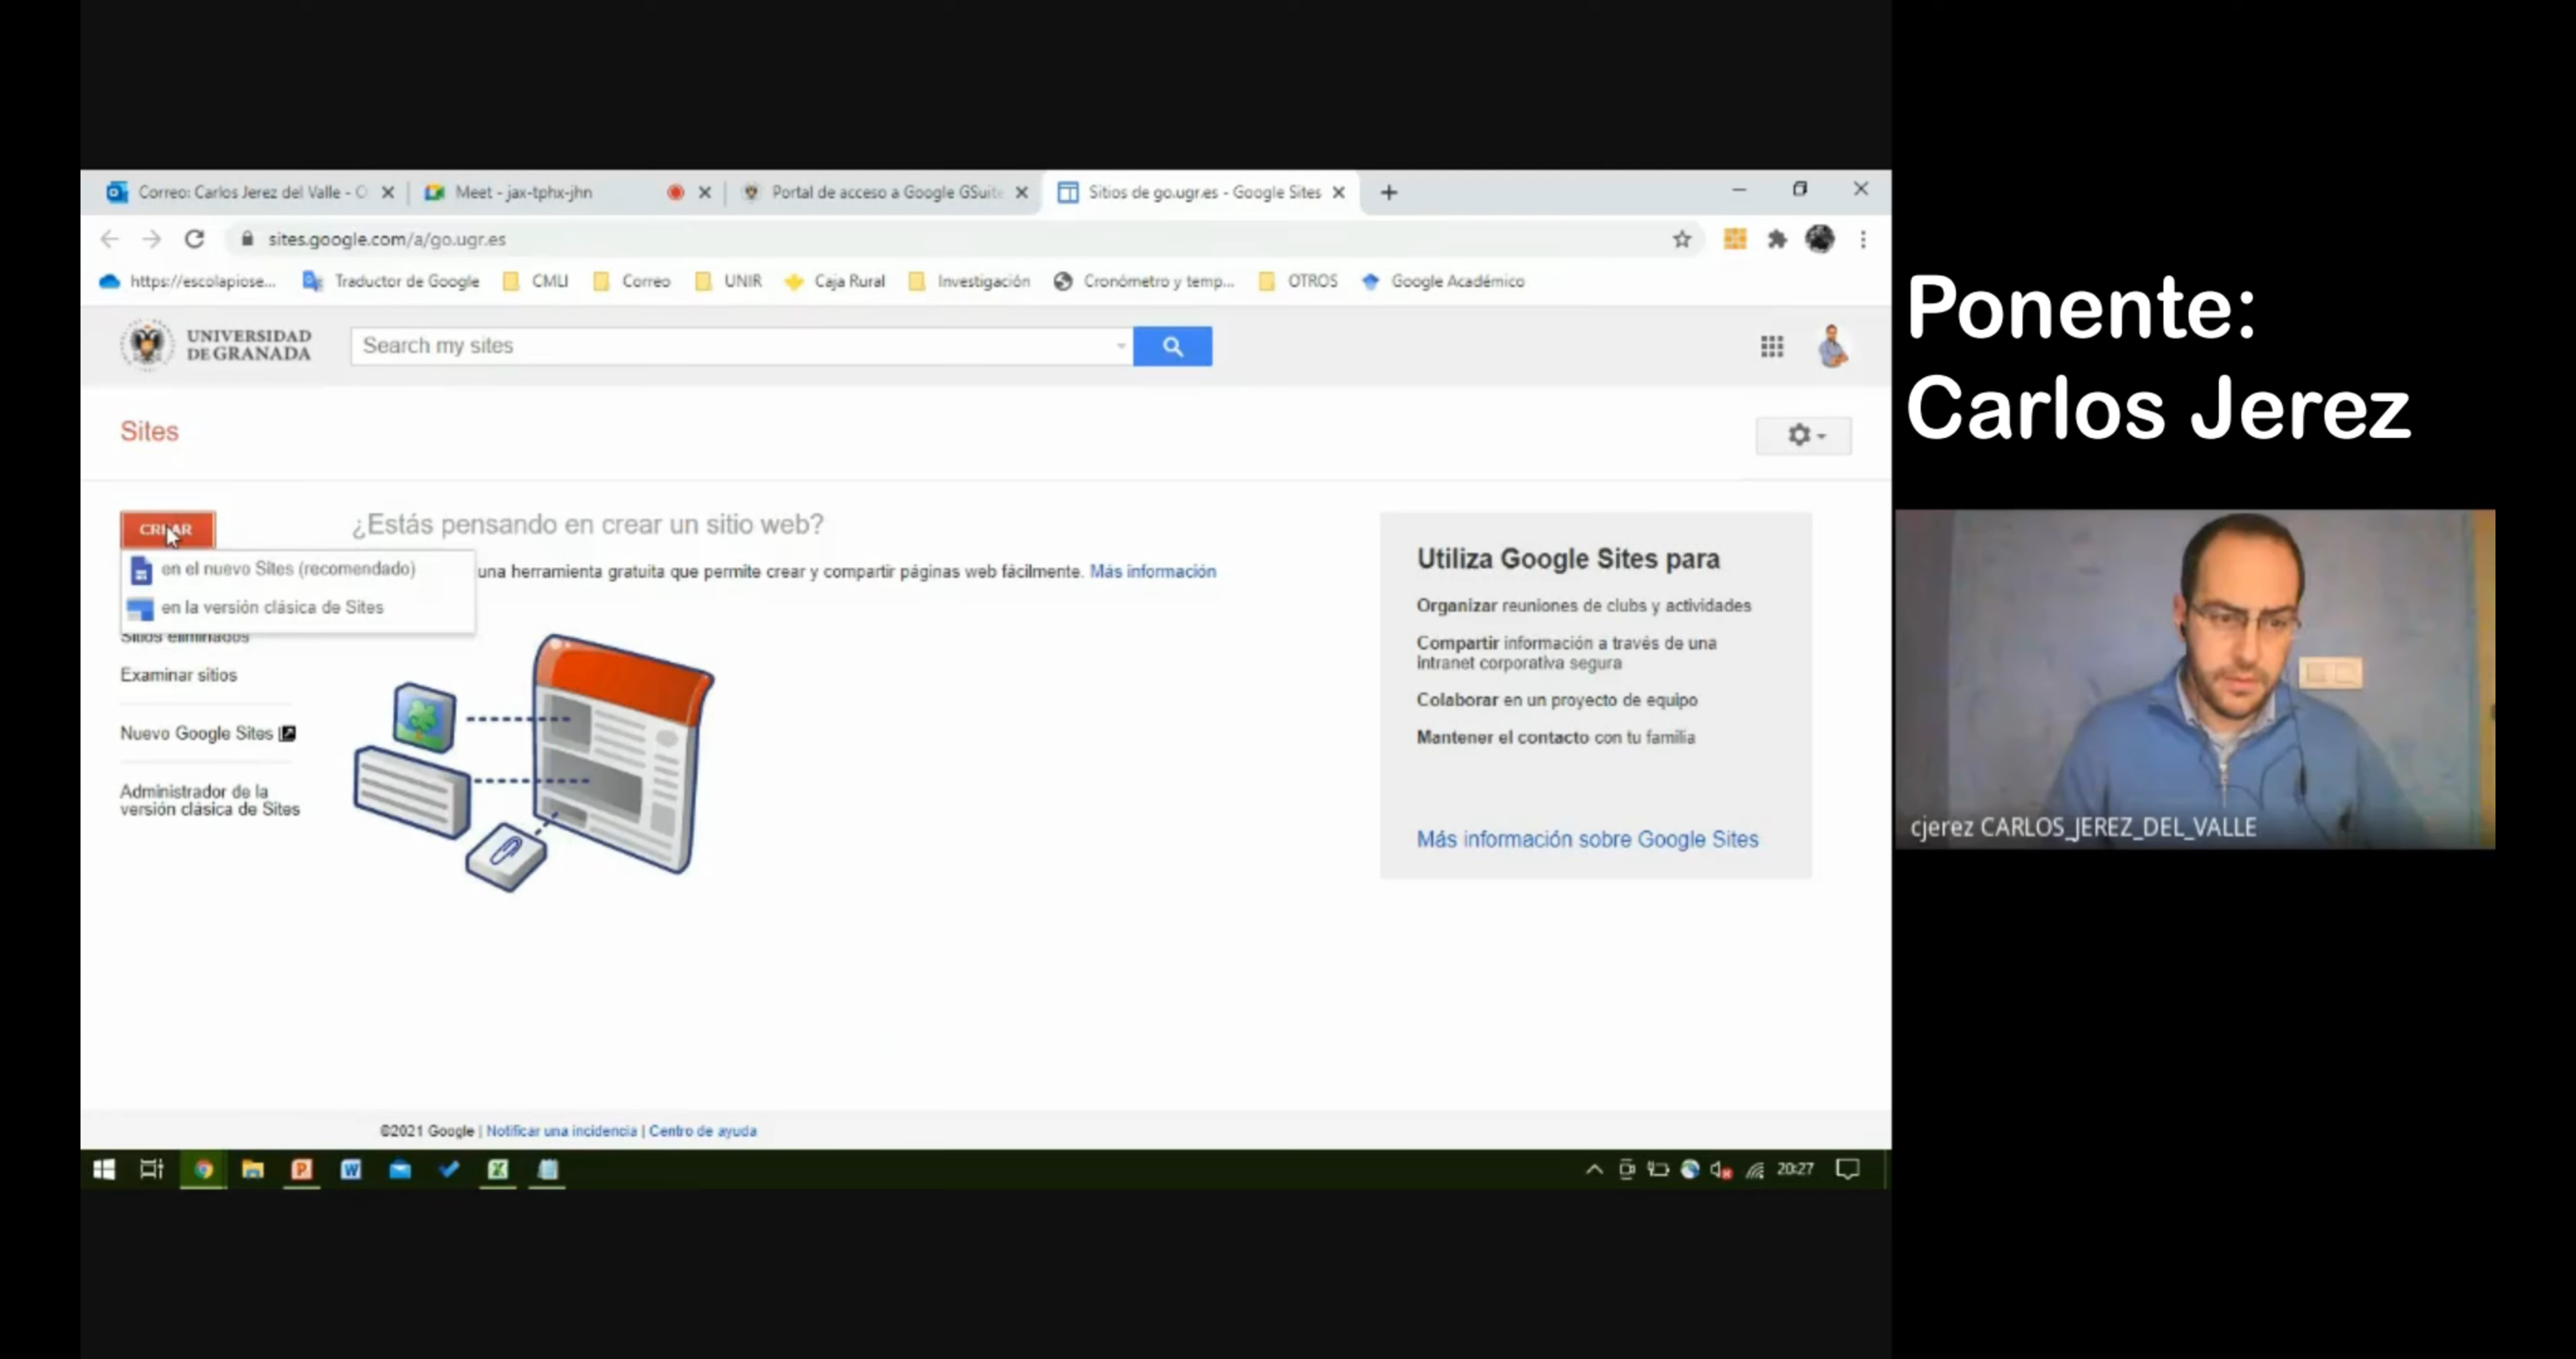 Correo: Carlos Jerez del Valle - O
Meet - jax-tphx-jhn
Portal de acceso a Google GSuite
Sitios de go.ugr.es - Google Sites
sites.google.com/a/go.ugr.es
https://escolapiose...
Traductor de Google
CMLI
Correo
UNIR
Caja Rural
Investigación
Cronómetro y temp...
OTROS
Google Académico
UNIVERSIDAD
DE GRANADA
Search my sites
Sites
CREAR
en el nuevo Sites (recomendado)
en la versión clásica de Sites
Sitios eliminados
Examinar sitios
Nuevo Google Sites
Administrador de la
versión clásica de Sites
¿Estás pensando en crear un sitio web?
una herramienta gratuita que permite crear y compartir páginas web fácilmente. Más información
Utiliza Google Sites para
Organizar reuniones de clubs y actividades
Compartir información a través de una
intranet corporativa segura
Colaborar en un proyecto de equipo
Mantener el contacto con tu familia
Más información sobre Google Sites
©2021 Google | Notificar una incidencia | Centro de ayuda
20:27
Ponente:
Carlos Jerez
cjerez CARLOS_JEREZ_DEL_VALLE